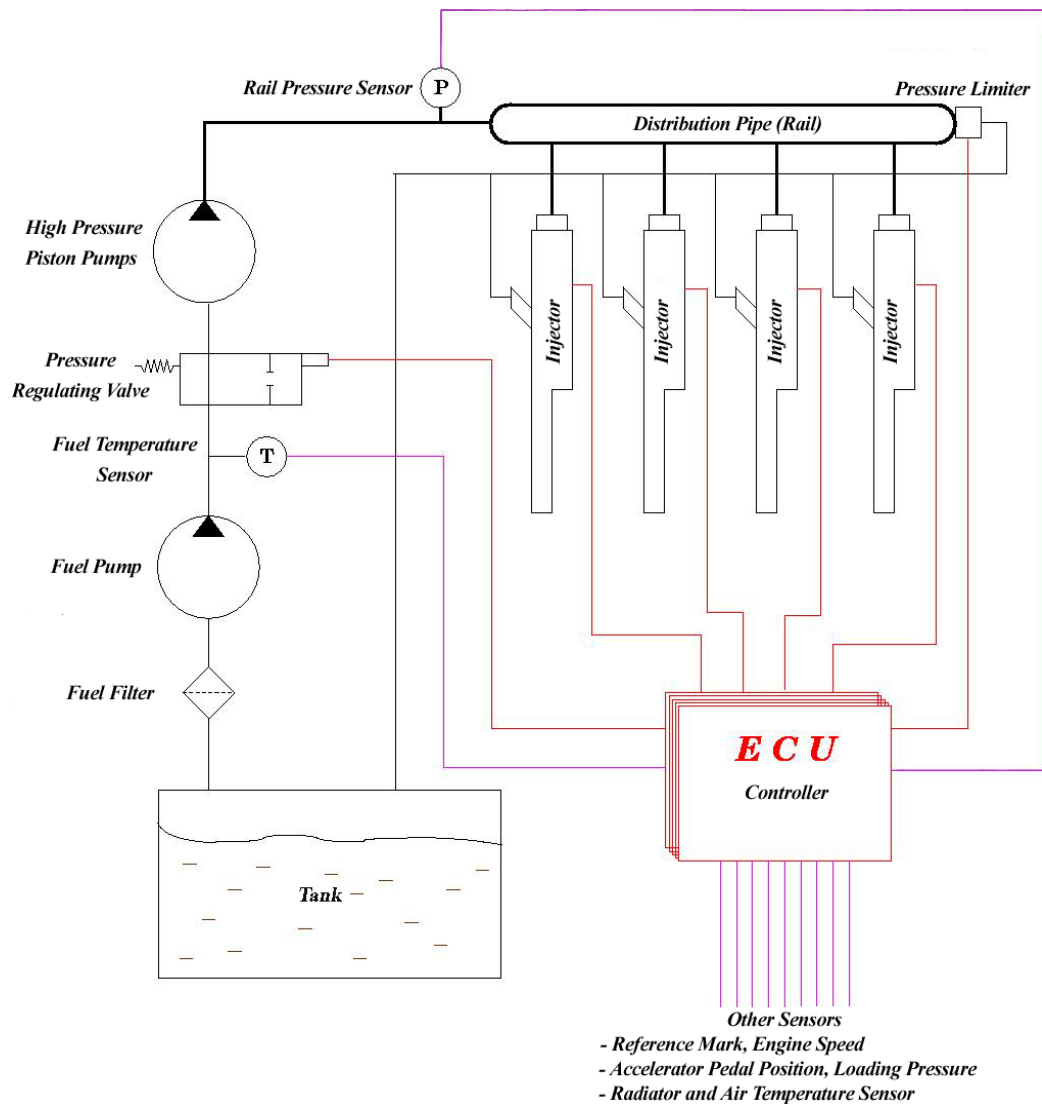 Rail Pressure Sensor
P
Pressure Limiter
Distribution Pipe (Rail)
High Pressure
Piston Pumps
Injector
Injector
Injector
Injector
Pressure
Regulating Valve
Fuel Temperature
Sensor
T
Fuel Pump
Fuel Filter
E C U
Controller
Tank
Other Sensors
- Reference Mark, Engine Speed
- Accelerator Pedal Position, Loading Pressure
- Radiator and Air Temperature Sensor